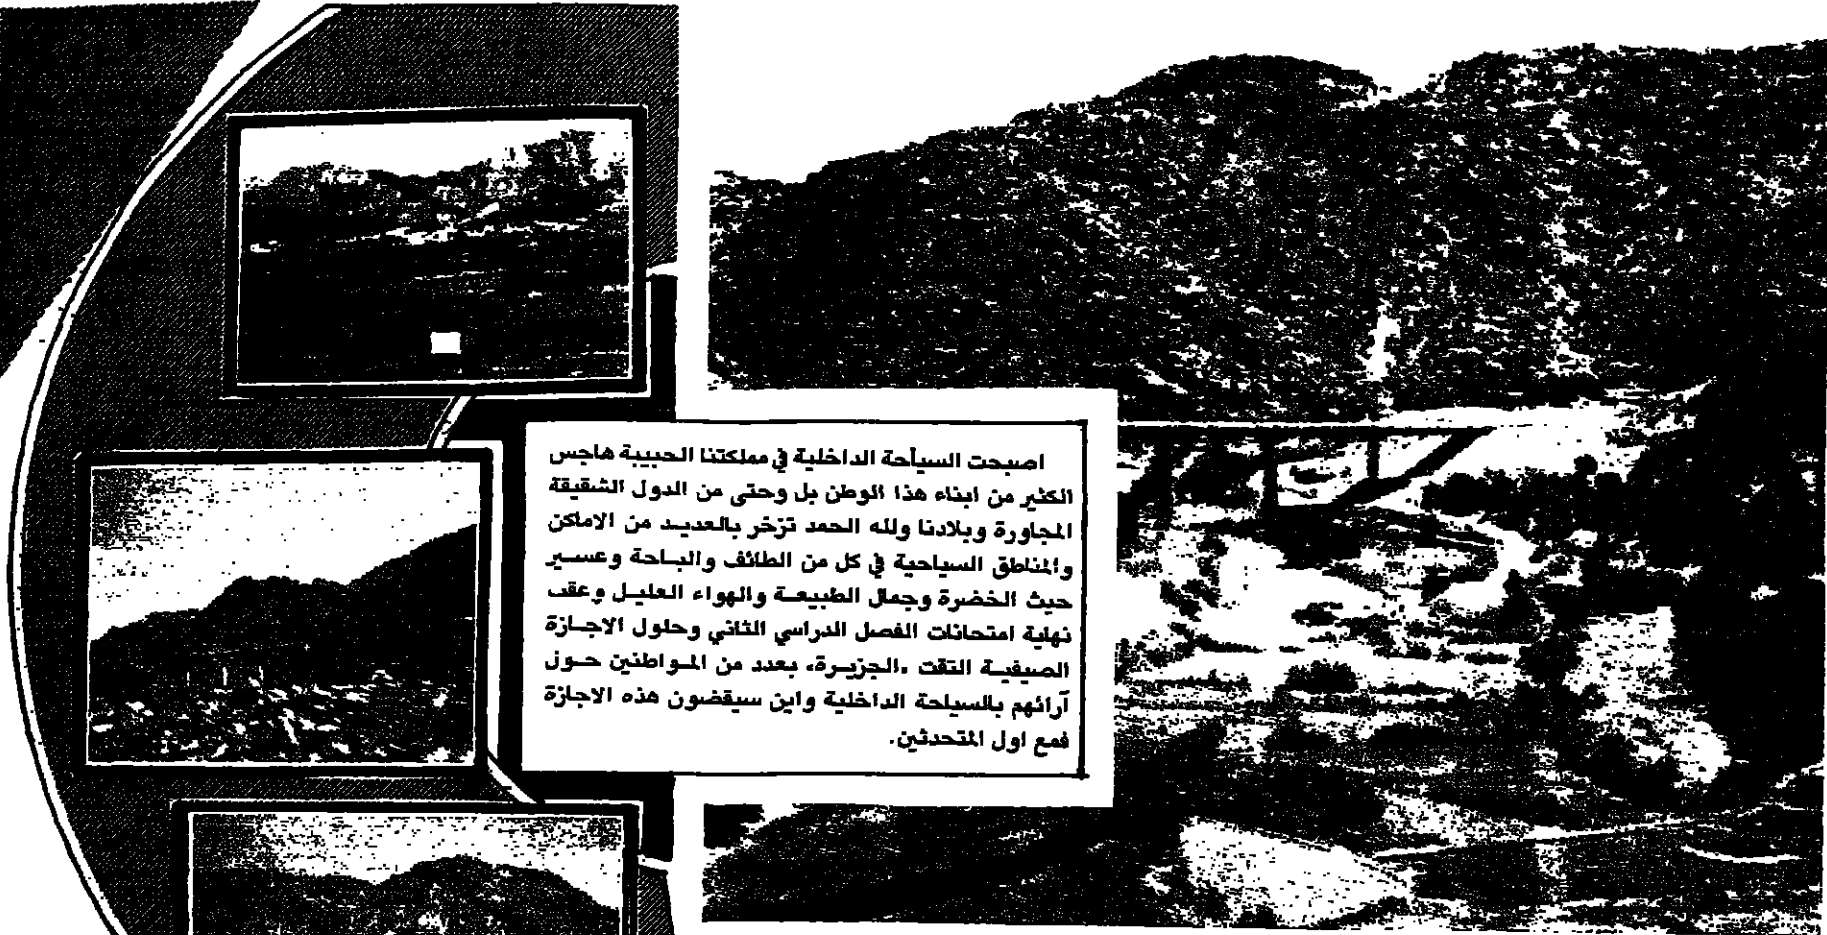 اصبحت السياحة الداخلية في مملكتنا الحبيبة هاجس
الكثير من ابناء هذا الوطن بل وحتى من الدول الشقيقة
المجاورة وبلادنا ولله الحمد تزخر بالعديد من الاماكن
والمناطق السياحية في كل من الطائف والباحة وعسير
حيث الخضرة وجمال الطبيعة والهواء العليل وعقب
نهاية امتحانات الفصل الدراسي الثاني وحلول الاجازة
الصيفية التقت «الجزيرة» بعدد من المواطنين حول
آرائهم بالسياحة الداخلية واين سيقضون هذه الاجازة
فمع اول المتحدثين.